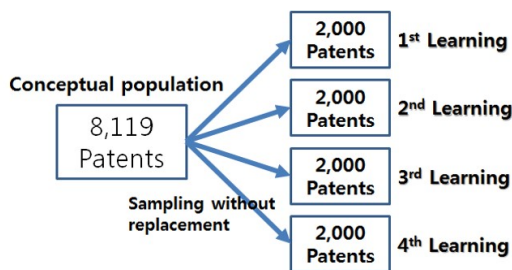 2,000
Patents
1st Learning
Conceptual population
8,119
Patents
2,000
Patents
2nd Learning
2,000
Patents
3rd Learning
Sampling without
replacement
2,000
Patents
4th Learning